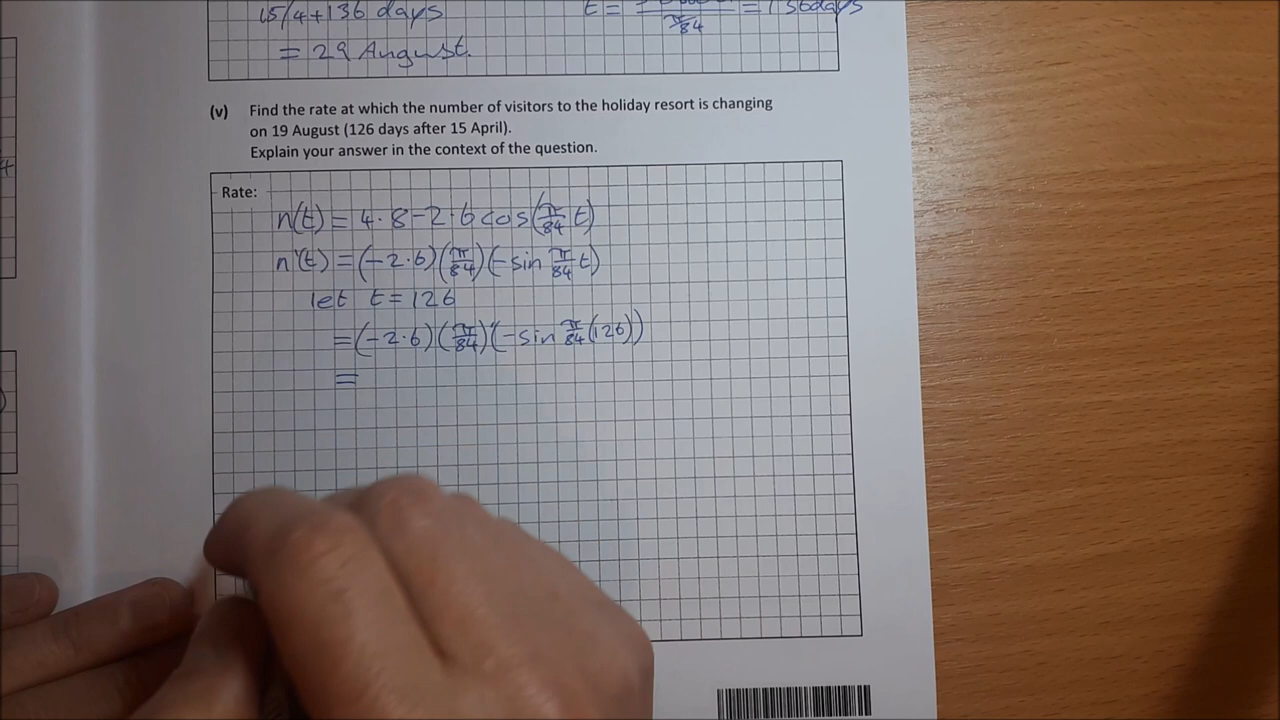 15/4+136 days
t = π/84 = 136days
= 29 August.
(v) Find the rate at which the number of visitors to the holiday resort is changing
on 19 August (126 days after 15 April).
Explain your answer in the context of the question.
Rate:
n(t) = 4.8-2.6 cos(π/84 t)
n'(t) = (-2.6)(π/84)(-sin π/84 t)
let t = 126
= (-2.6)(π/84)(-sin π/84 (126))
=